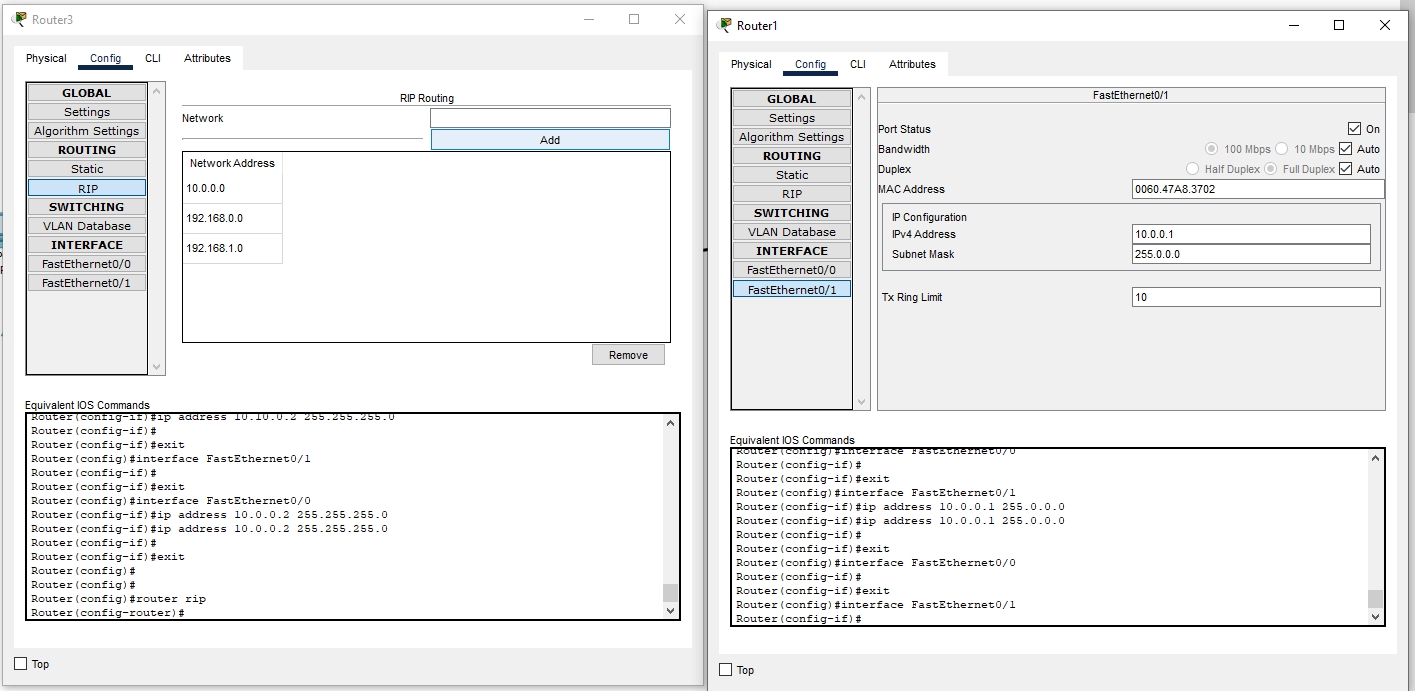 Router3
Physical Config CLI Attributes
GLOBAL
Settings
Algorithm Settings
ROUTING
Static
RIP
SWITCHING
VLAN Database
INTERFACE
FastEthernet0/0
FastEthernet0/1
RIP Routing
Network
Add
Network Address
10.0.0.0
192.168.0.0
192.168.1.0
Remove
Equivalent IOS Commands
Router(config-if)#ip address 10.10.0.2 255.255.255.0
Router(config-if)#
Router(config-if)#exit
Router(config)#interface FastEthernet0/1
Router(config-if)#
Router(config-if)#exit
Router(config)#interface FastEthernet0/0
Router(config-if)#ip address 10.0.0.2 255.255.255.0
Router(config-if)#ip address 10.0.0.2 255.255.255.0
Router(config-if)#
Router(config-if)#exit
Router(config)#
Router(config)#
Router(config)#router rip
Router(config-router)#
Top
Router1
Physical Config CLI Attributes
GLOBAL
Settings
Algorithm Settings
ROUTING
Static
RIP
SWITCHING
VLAN Database
INTERFACE
FastEthernet0/0
FastEthernet0/1
FastEthernet0/1
Port Status On
Bandwidth 100 Mbps 10 Mbps Auto
Duplex Half Duplex Full Duplex Auto
MAC Address 0060.47A8.3702
IP Configuration
IPv4 Address 10.0.0.1
Subnet Mask 255.0.0.0
Tx Ring Limit 10
Equivalent IOS Commands
Router(config)#interface FastEthernet0/0
Router(config-if)#
Router(config-if)#exit
Router(config)#interface FastEthernet0/1
Router(config-if)#ip address 10.0.0.1 255.0.0.0
Router(config-if)#ip address 10.0.0.1 255.0.0.0
Router(config-if)#
Router(config-if)#exit
Router(config)#interface FastEthernet0/0
Router(config-if)#
Router(config-if)#exit
Router(config)#interface FastEthernet0/1
Router(config-if)#
Top